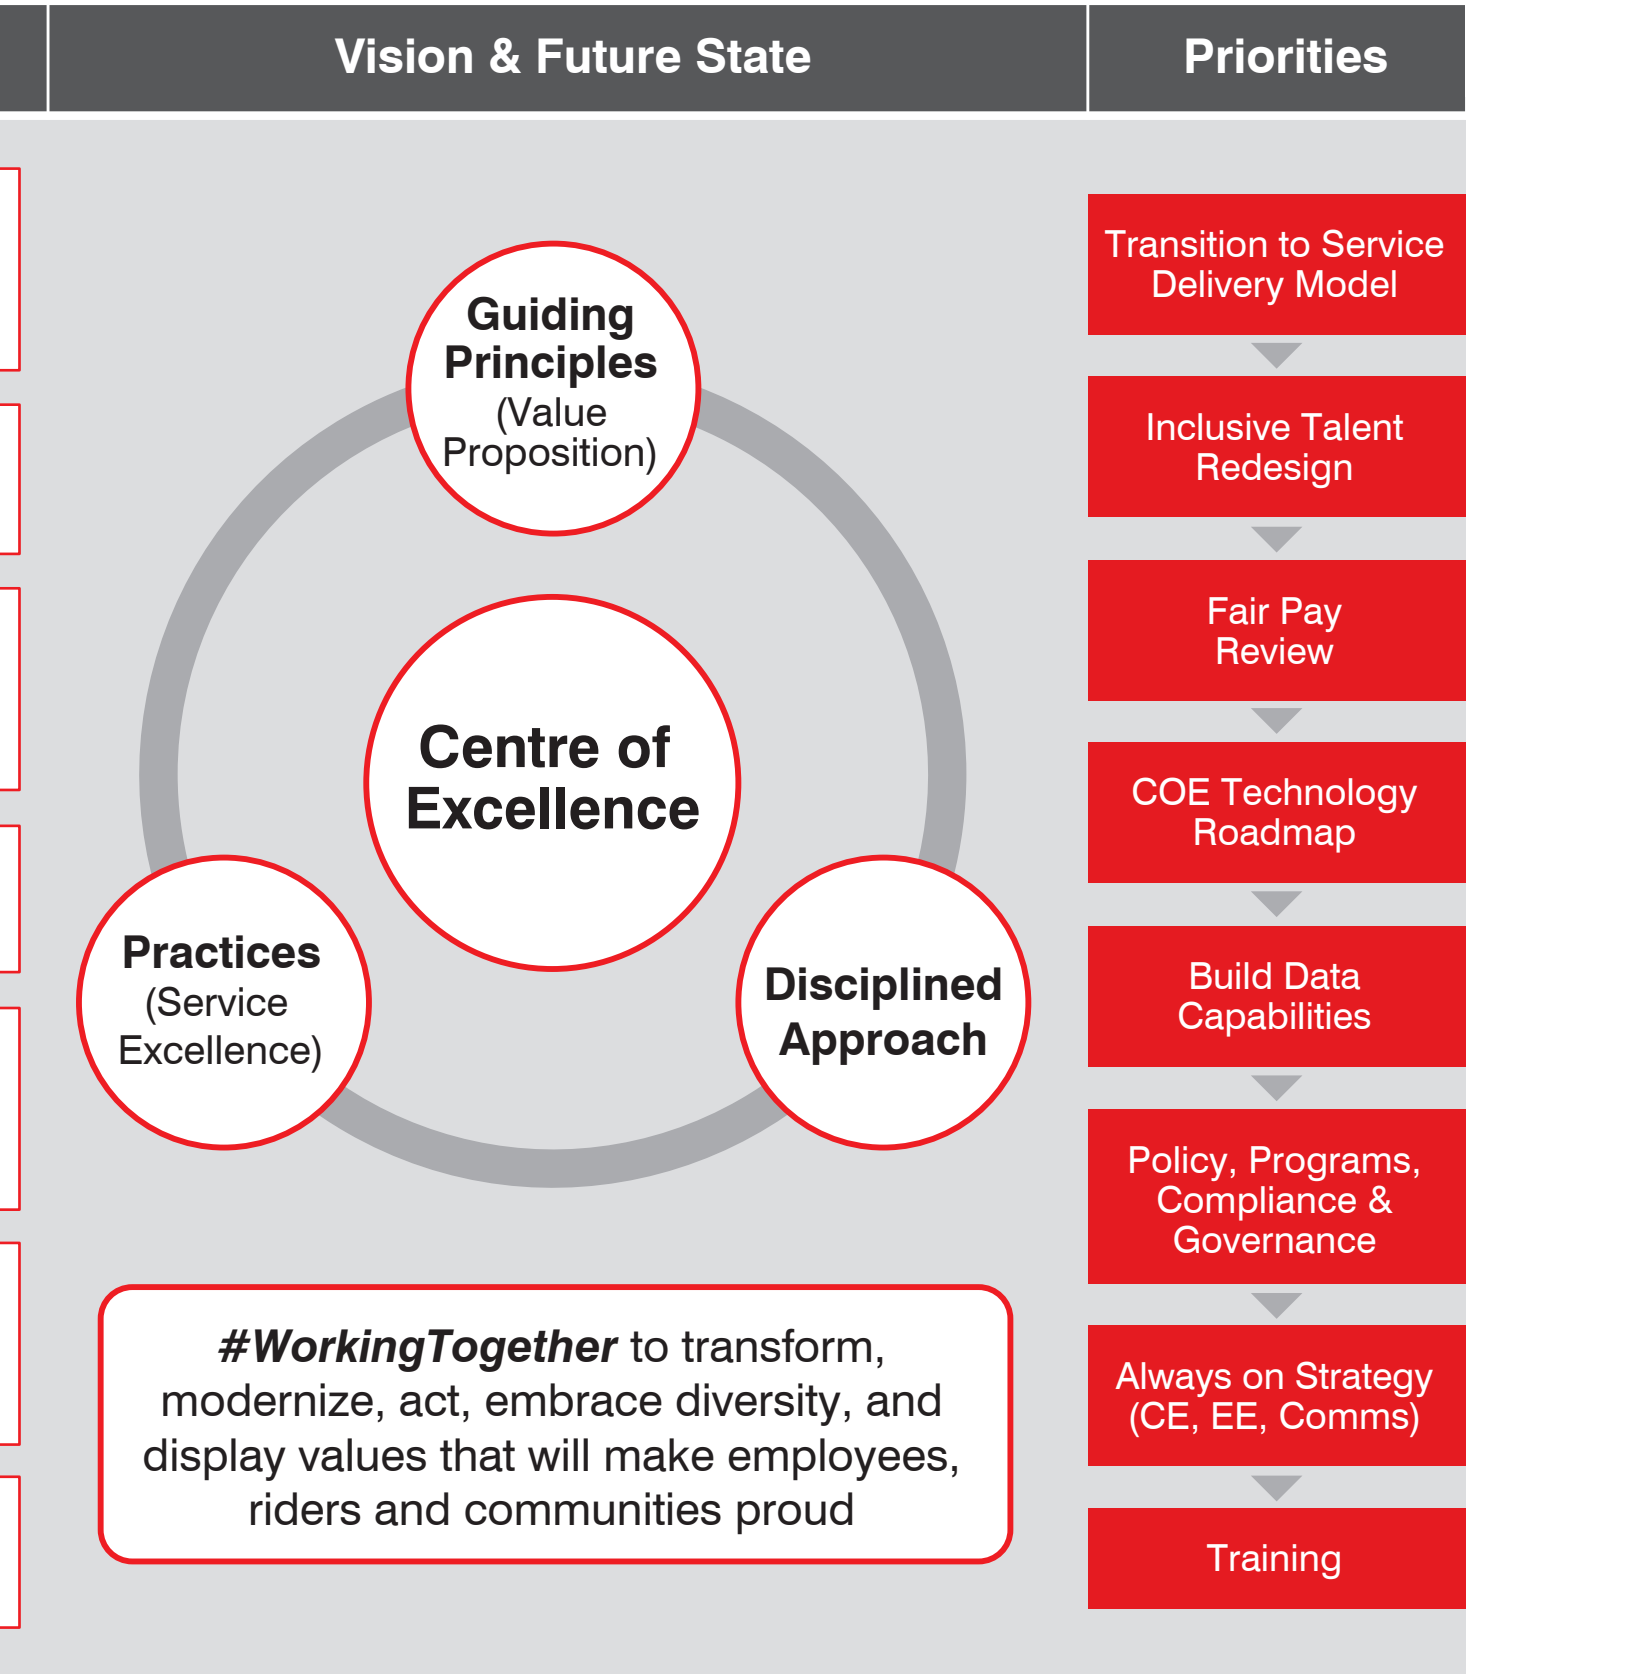 Vision & Future State
Priorities
Guiding
Principles
(Value
Proposition)
Centre of
Excellence
Practices
(Service
Excellence)
Disciplined
Approach
#WorkingTogether to transform,
modernize, act, embrace diversity, and
display values that will make employees,
riders and communities proud
Transition to Service
Delivery Model
Inclusive Talent
Redesign
Fair Pay
Review
COE Technology
Roadmap
Build Data
Capabilities
Policy, Programs,
Compliance &
Governance
Always on Strategy
(CE, EE, Comms)
Training